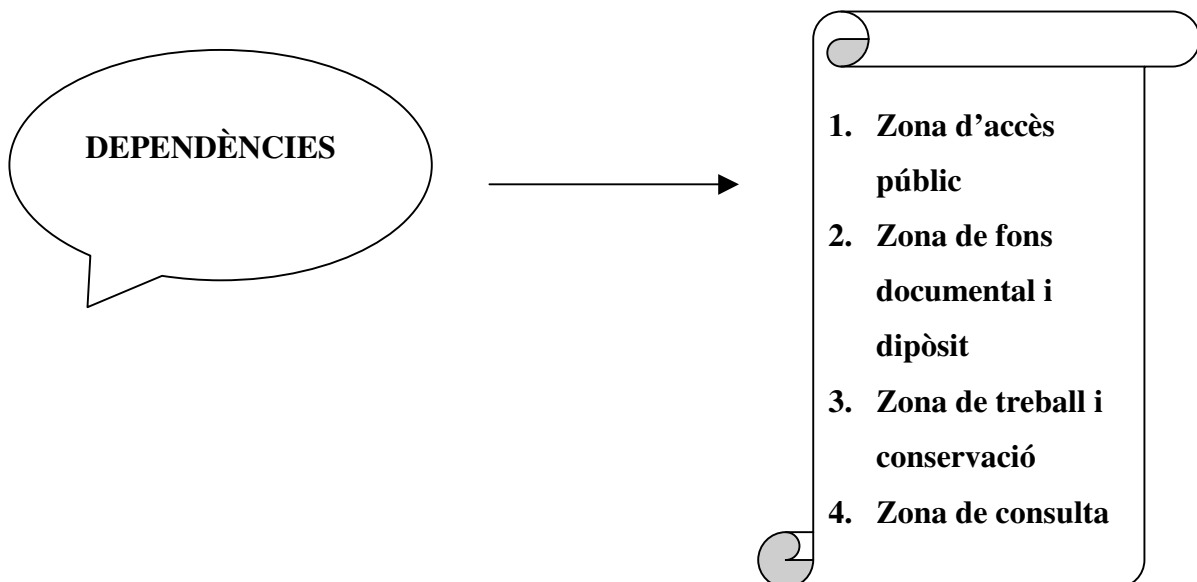 DEPENDÈNCIES
1. Zona d’accès
públic
2. Zona de fons
documental i
dipòsit
3. Zona de treball i
conservació
4. Zona de consulta